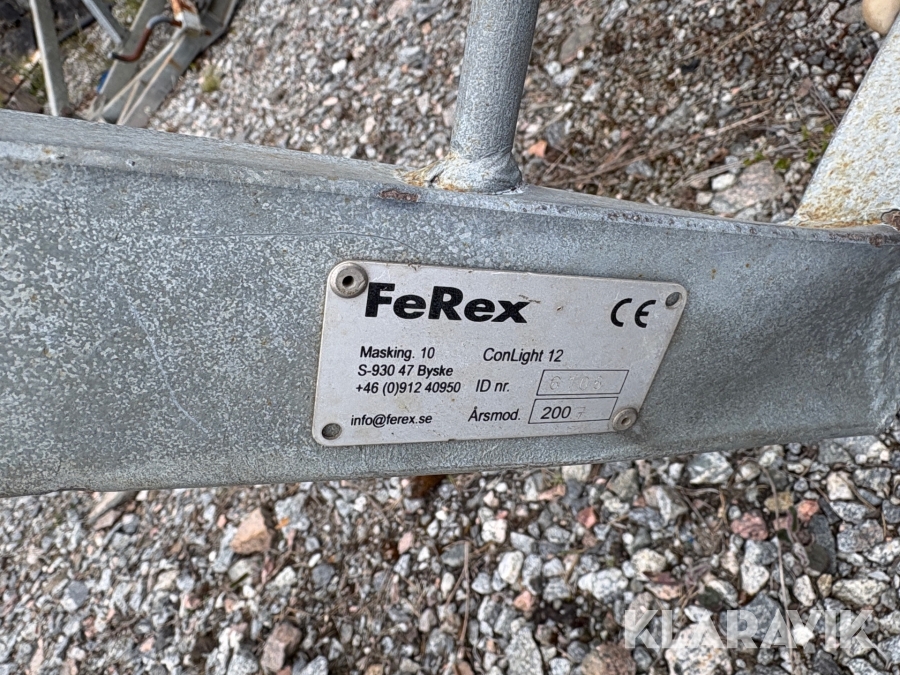 FeRex CE
Masking. 10 ConLight 12
S-930 47 Byske
+46 (0)912 40950 ID nr.
info@ferex.se Årsmod. 200
KLARAVIK